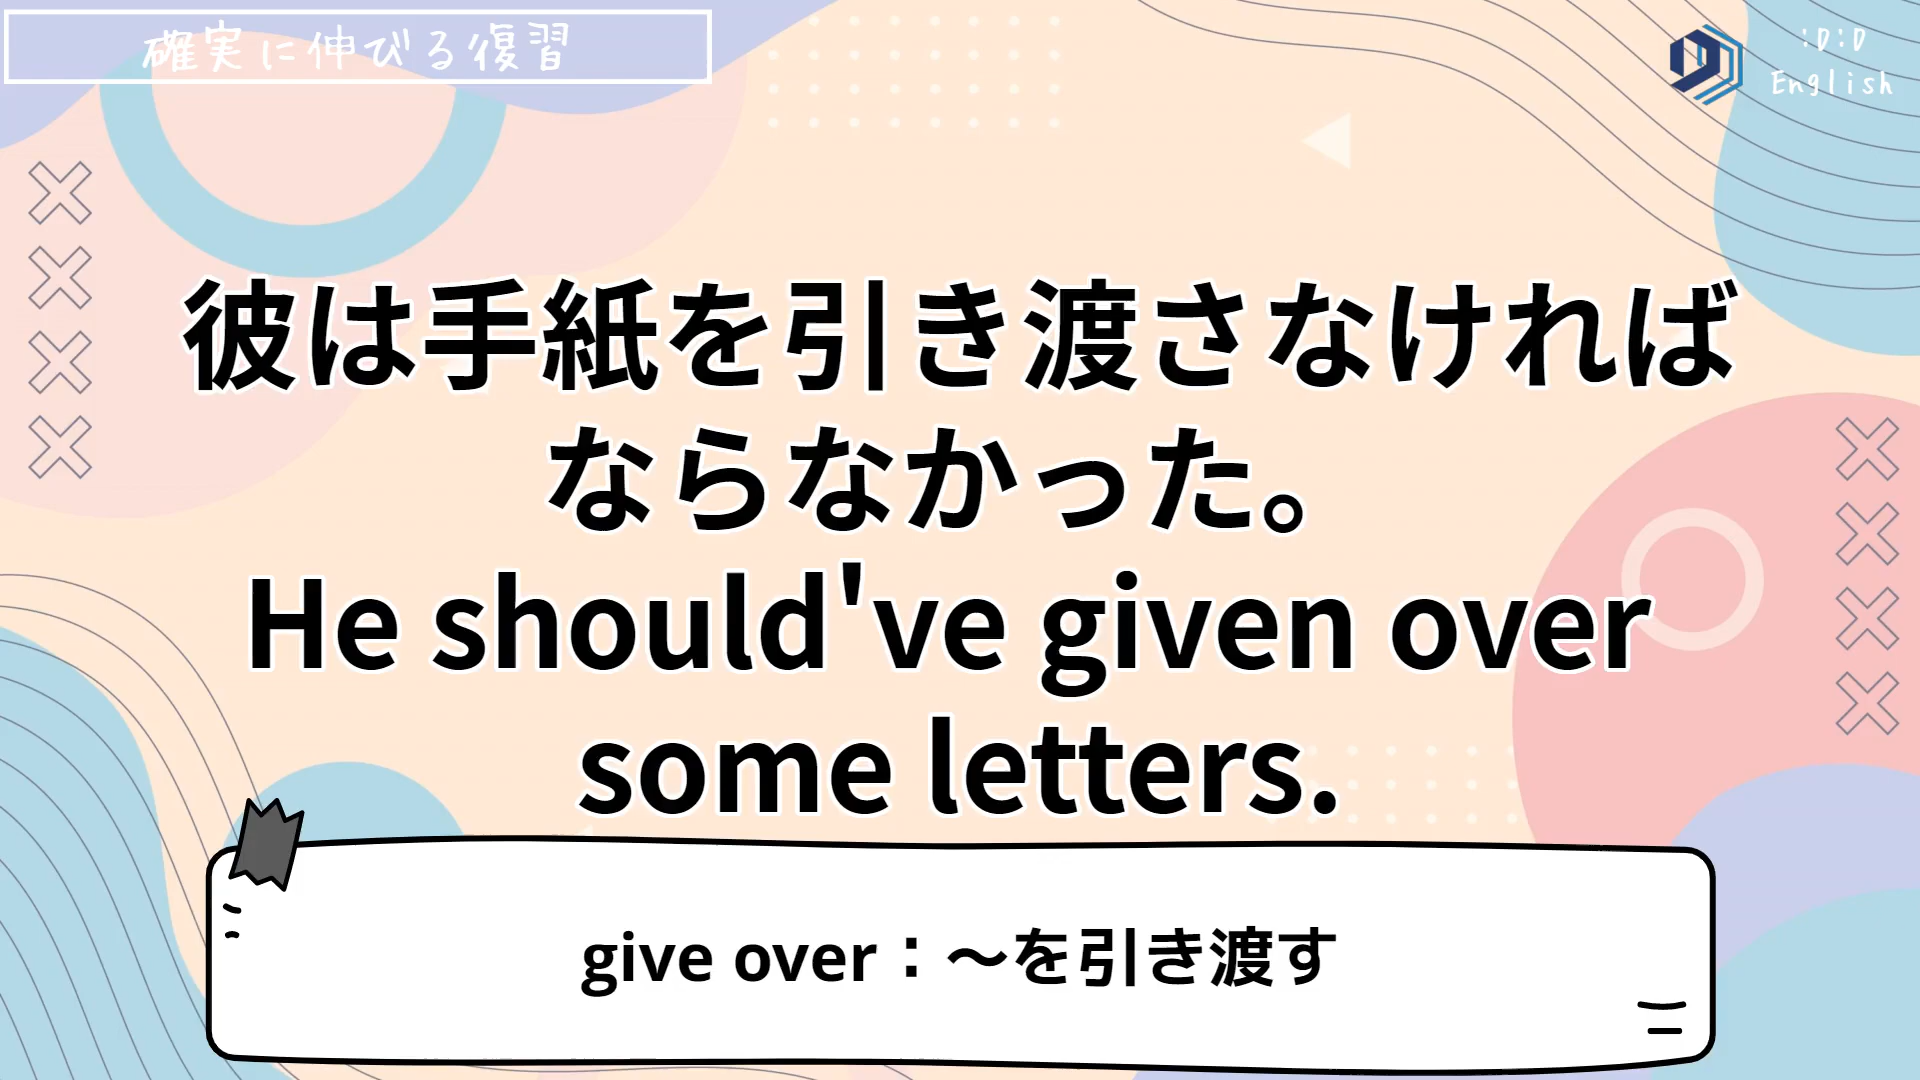 確実に伸びる復習
:D:D
English
彼は手紙を引き渡さなければ
ならなかった。
He should've given over
some letters.
give over：～を引き渡す